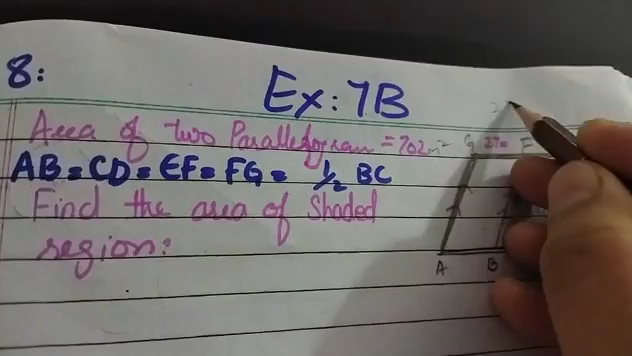 8:
Ex: 7B
Area of two Parallelogram = 702m²
AB = CD = EF = FG = 1/2 BC
Find the area of Shaded
region:
G F
A B